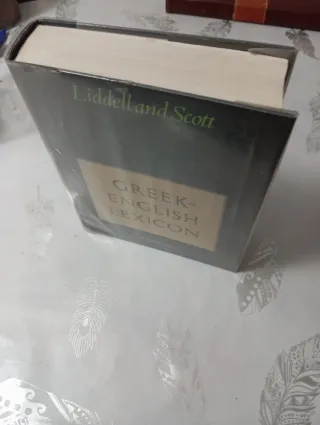 Liddell and Scott
GREEK-
ENGLISH
LEXICON